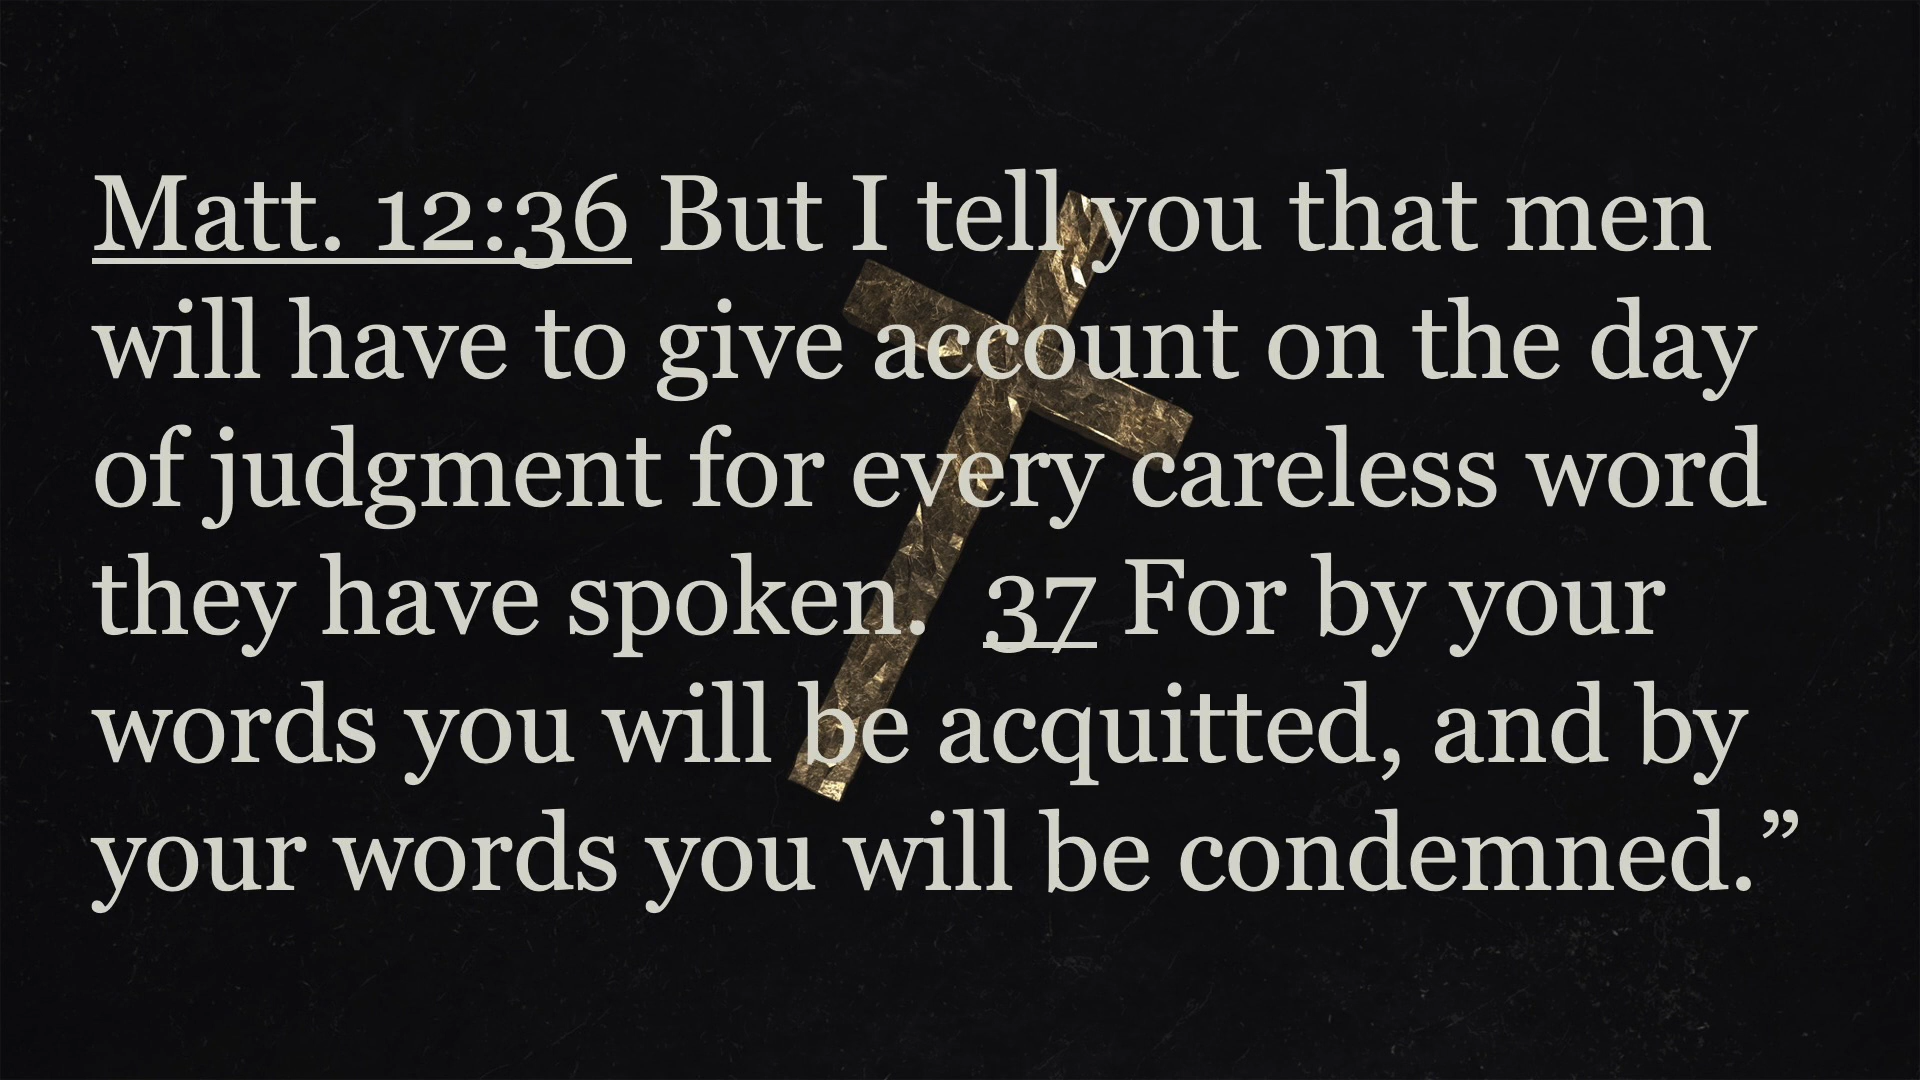 Matt. 12:36 But I tell you that men
will have to give account on the day
of judgment for every careless word
they have spoken.  37 For by your
words you will be acquitted, and by
your words you will be condemned.”